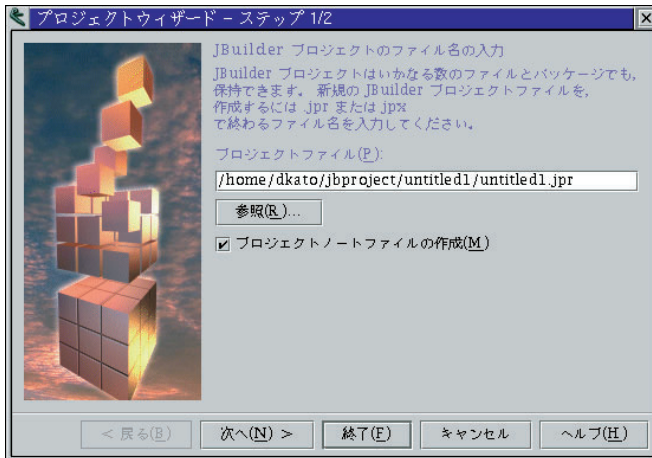 プロジェクトウィザード - ステップ 1/2
JBuilder プロジェクトのファイル名の入力
JBuilder プロジェクトはいかなる数のファイルとパッケージでも,
保持できます。 新規の JBuilder プロジェクトファイルを,
作成するには .jpr または jpx
で終わるファイル名を入力してください。
プロジェクトファイル(P):
/home/dkato/jbproject/untitled1/untitled1.jpr
参照(R)...
プロジェクトノートファイルの作成(M)
< 戻る(B)
次へ(N) >
終了(F)
キャンセル
ヘルプ(H)